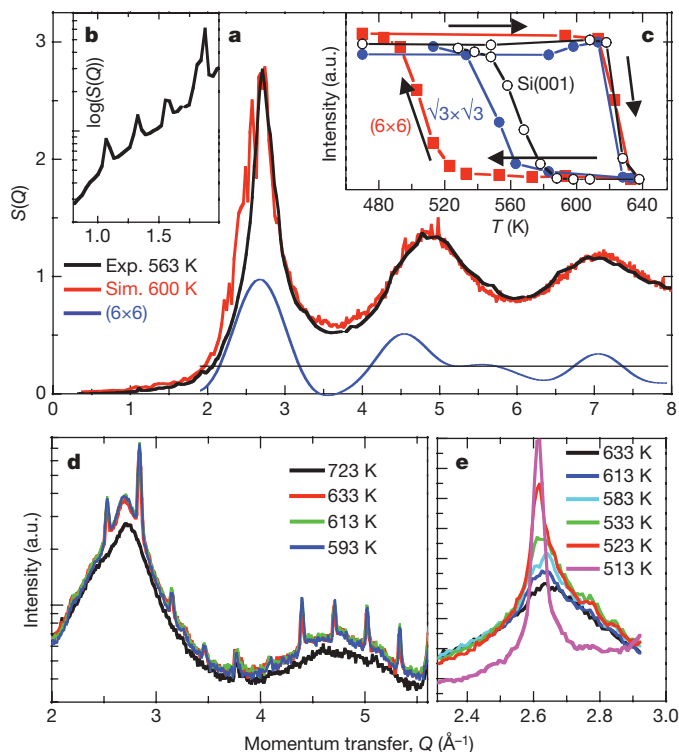 b
log(S(Q))
1.0 1.5
a
c
Intensity (a.u.)
Si(001)
√3×√3
(6×6)
480 520 560 600 640
T (K)
3
2
1
0
S(Q)
Exp. 563 K
Sim. 600 K
(6×6)
0 1 2 3 4 5 6 7 8
d
723 K
633 K
613 K
593 K
Intensity (a.u.)
2 3 4 5
e
633 K
613 K
583 K
533 K
523 K
513 K
2.4 2.6 2.8 3.0
Momentum transfer, Q (Å–1)